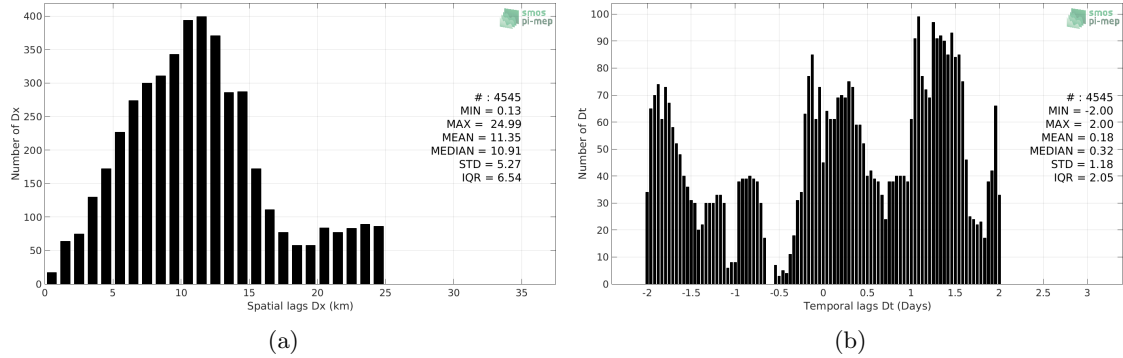 400
350
300
250
200
150
100
50
0
Number of Dx
smos
pi-mep
# : 4545
MIN = 0.13
MAX = 24.99
MEAN = 11.35
MEDIAN = 10.91
STD = 5.27
IQR = 6.54
0 5 10 15 20 25 30 35
Spatial lags Dx (km)
(a)
100
90
80
70
60
50
40
30
20
10
0
Number of Dt
smos
pi-mep
# : 4545
MIN = -2.00
MAX = 2.00
MEAN = 0.18
MEDIAN = 0.32
STD = 1.18
IQR = 2.05
-2 -1.5 -1 -0.5 0 0.5 1 1.5 2 2.5 3
Temporal lags Dt (Days)
(b)